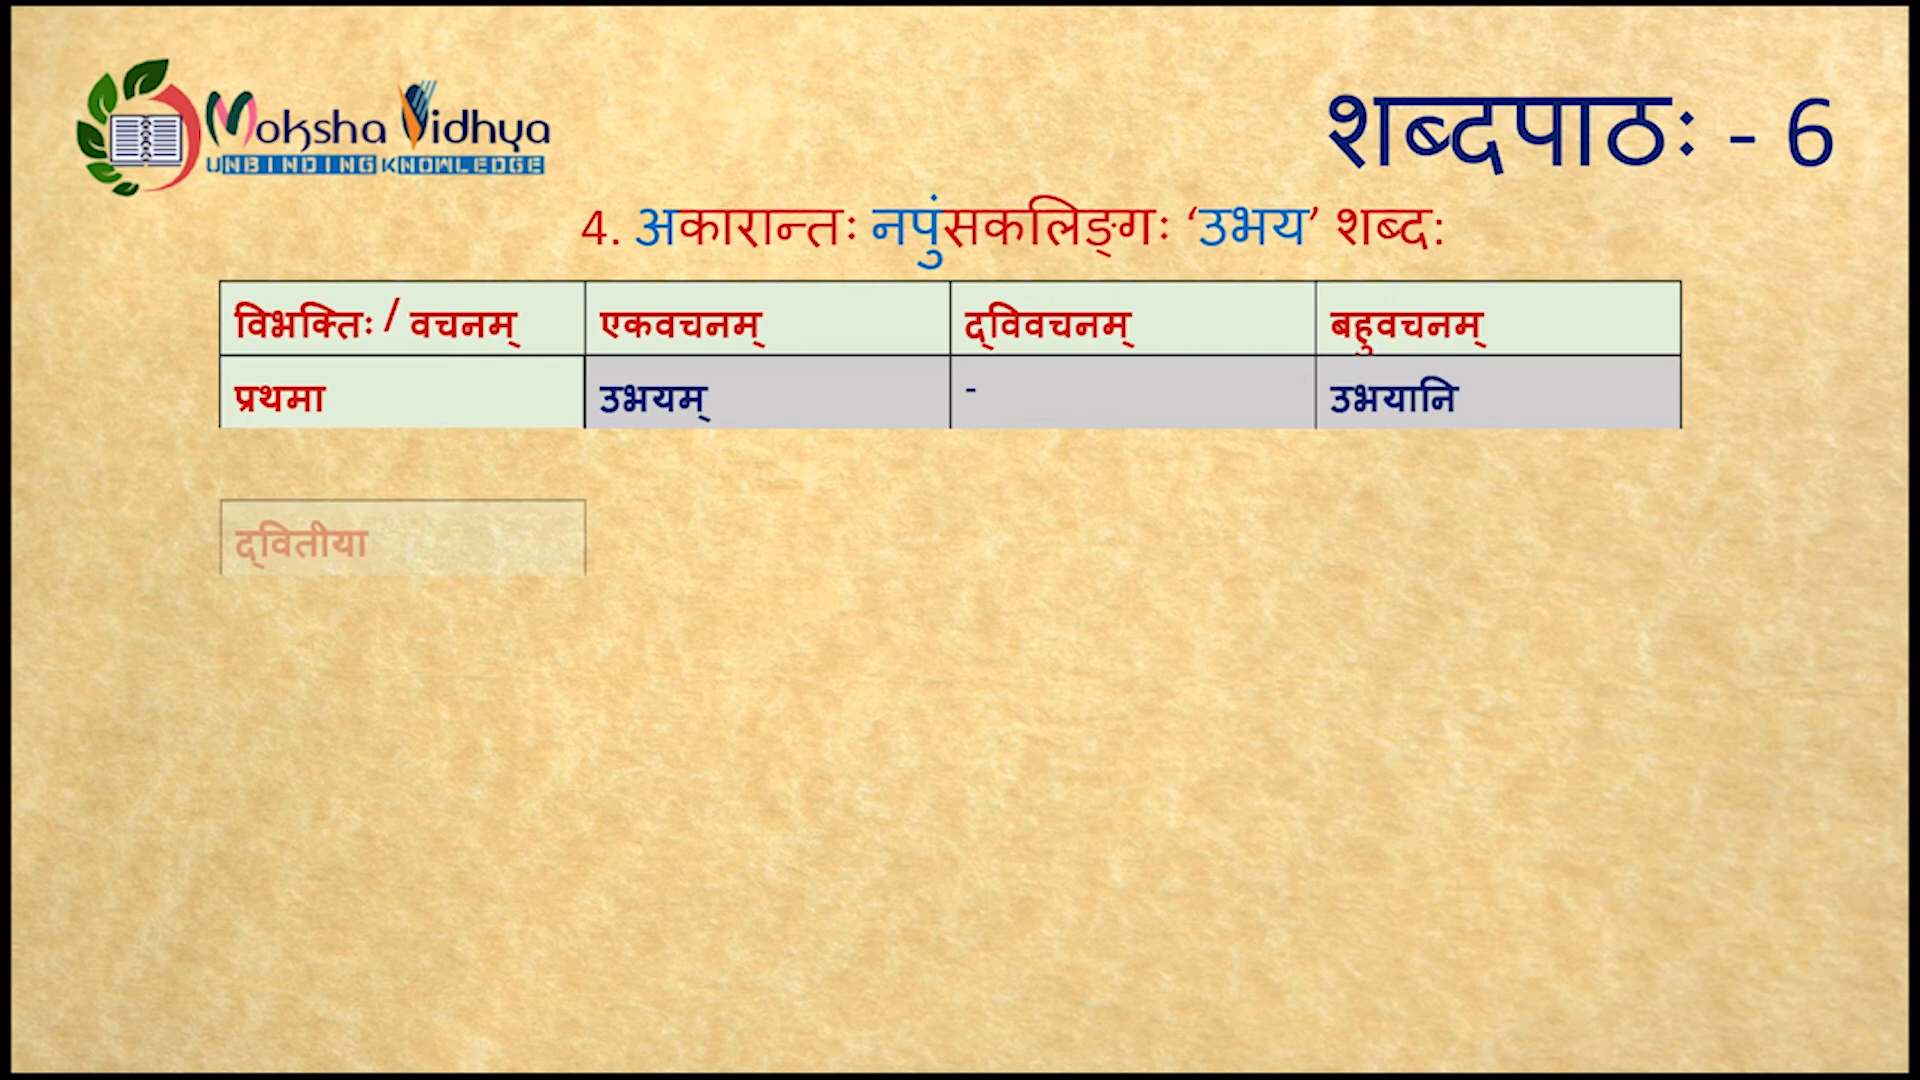 Moksha Vidhya
UNBINDING KNOWLEDGE
शब्दपाठः - 6
4. अकारान्तः नपुंसकलिङ्गः ‘उभय’ शब्द:
विभक्तिः / वचनम् एकवचनम् द्विवचनम् बहुवचनम्
प्रथमा उभयम् - उभयानि
द्वितीया